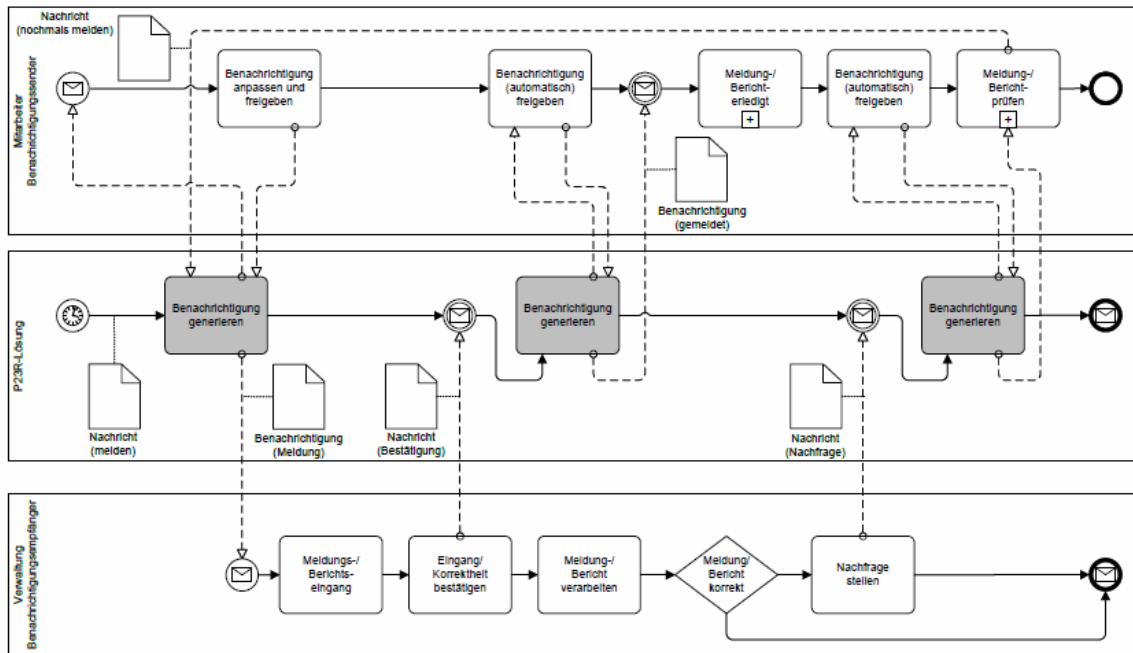 Nachricht
(nochmals melden)
Mitarbeiter
Benachrichtigungssender
Benachrichtigung
anpassen und
freigeben
Benachrichtigung
(automatisch)
freigeben
Meldung-/
Bericht-
erledigt
Benachrichtigung
(automatisch)
freigeben
Meldung-/
Bericht-
prüfen
Benachrichtigung
(gemeldet)
P23R-Lösung
Benachrichtigung
generieren
Benachrichtigung
generieren
Benachrichtigung
generieren
Nachricht
(melden)
Benachrichtigung
(Meldung)
Nachricht
(Bestätigung)
Nachricht
(Nachfrage)
Verwaltung
Benachrichtigungsempfänger
Meldungs-/
Berichts-
eingang
Eingang/
Korrektheit
bestätigen
Meldung-/
Bericht
verarbeiten
Meldung/
Bericht
korrekt
Nachfrage
stellen